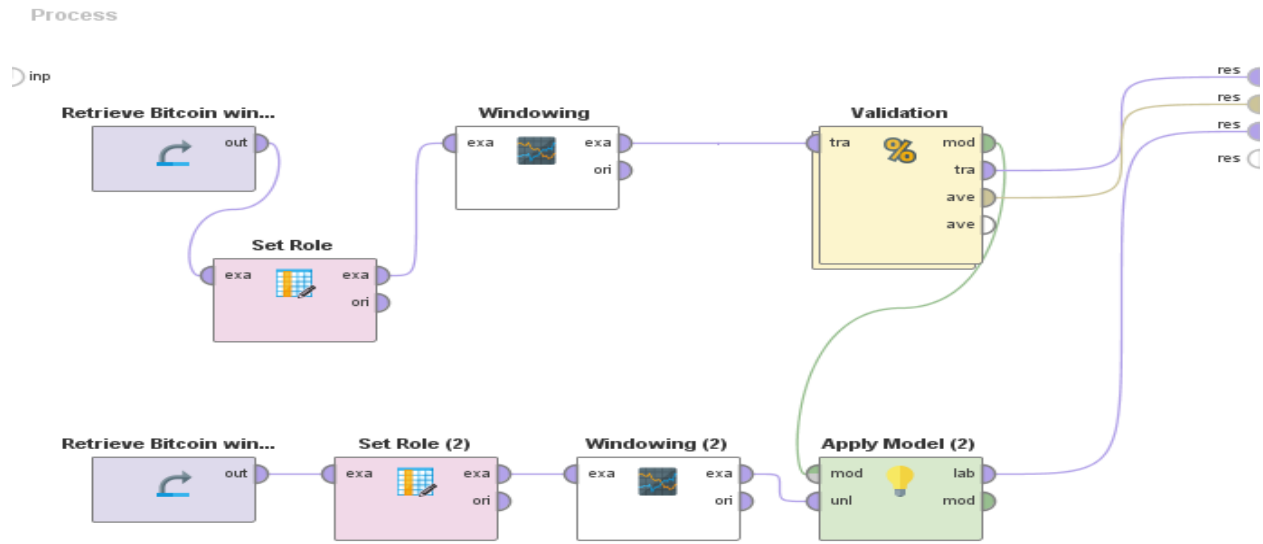 Process
inp
res
res
res
res
Retrieve Bitcoin win...
out
Windowing
exa exa
ori
Validation
tra mod
tra
ave
ave
Set Role
exa exa
ori
Retrieve Bitcoin win...
out
Set Role (2)
exa exa
ori
Windowing (2)
exa exa
ori
Apply Model (2)
mod lab
unl mod